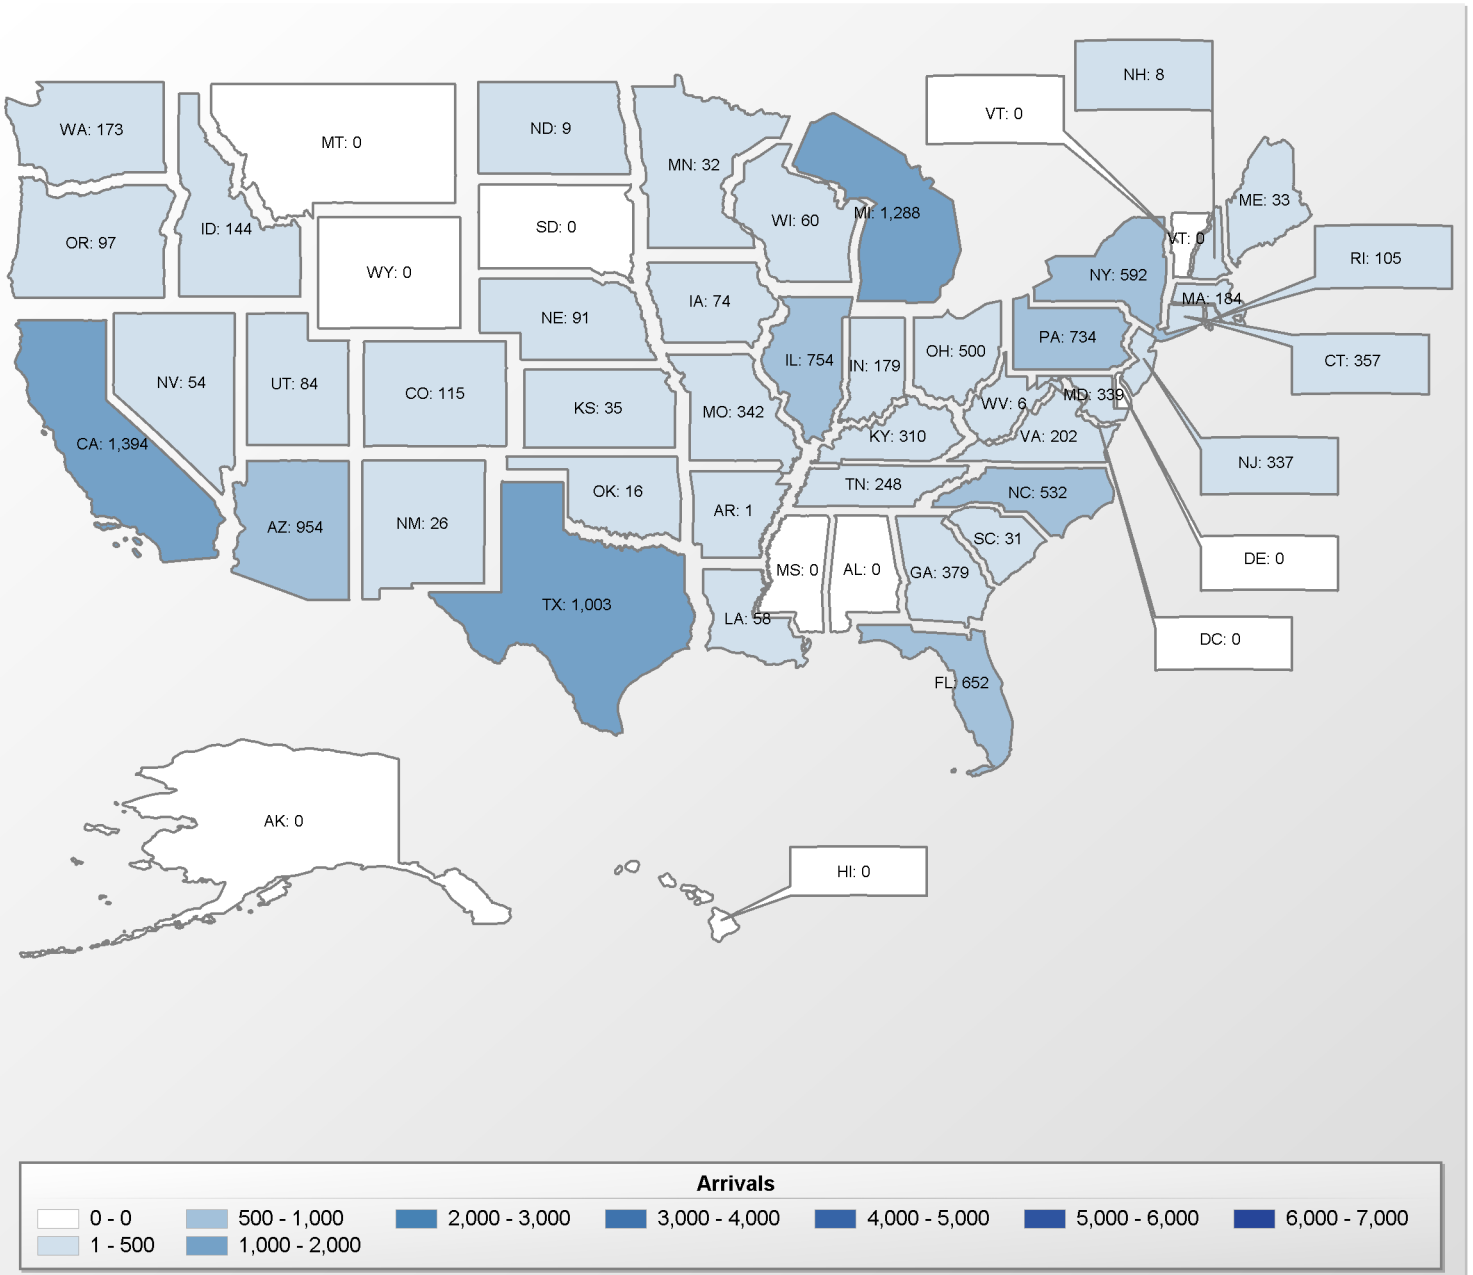 NH: 8
VT: 0
WA: 173
MT: 0
ND: 9
MN: 32
ME: 33
OR: 97
ID: 144
WY: 0
SD: 0
WI: 60
MI: 1,288
VT: 0
NY: 592
RI: 105
MA: 184
IA: 74
NE: 91
PA: 734
CT: 357
NV: 54
UT: 84
CO: 115
KS: 35
MO: 342
IL: 754
IN: 179
OH: 500
WV: 6
MD: 339
CA: 1,394
KY: 310
VA: 202
NJ: 337
AZ: 954
NM: 26
OK: 16
AR: 1
TN: 248
NC: 532
SC: 31
DE: 0
TX: 1,003
LA: 58
MS: 0
AL: 0
GA: 379
DC: 0
FL: 652
AK: 0
HI: 0
Arrivals
0 - 0
500 - 1,000
2,000 - 3,000
3,000 - 4,000
4,000 - 5,000
5,000 - 6,000
6,000 - 7,000
1 - 500
1,000 - 2,000